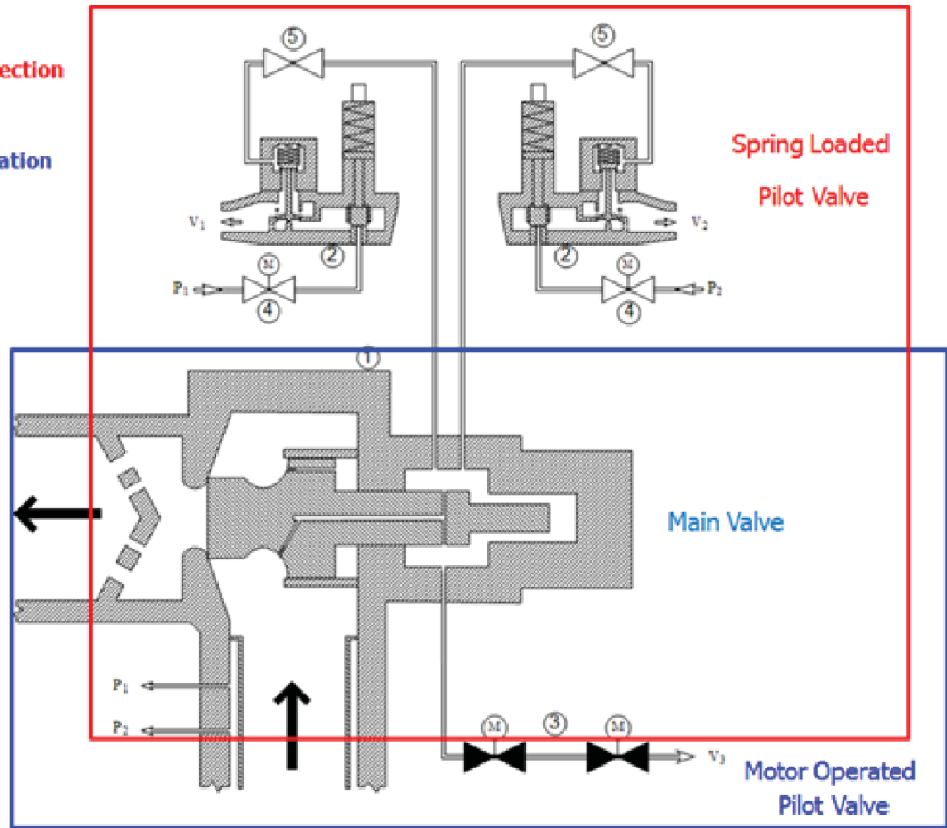 5
5
ection
ation
Spring Loaded
Pilot Valve
V1
V2
2
2
M
M
P1
P2
4
4
1
Main Valve
P1
P2
M
3
M
V3
Motor Operated
Pilot Valve